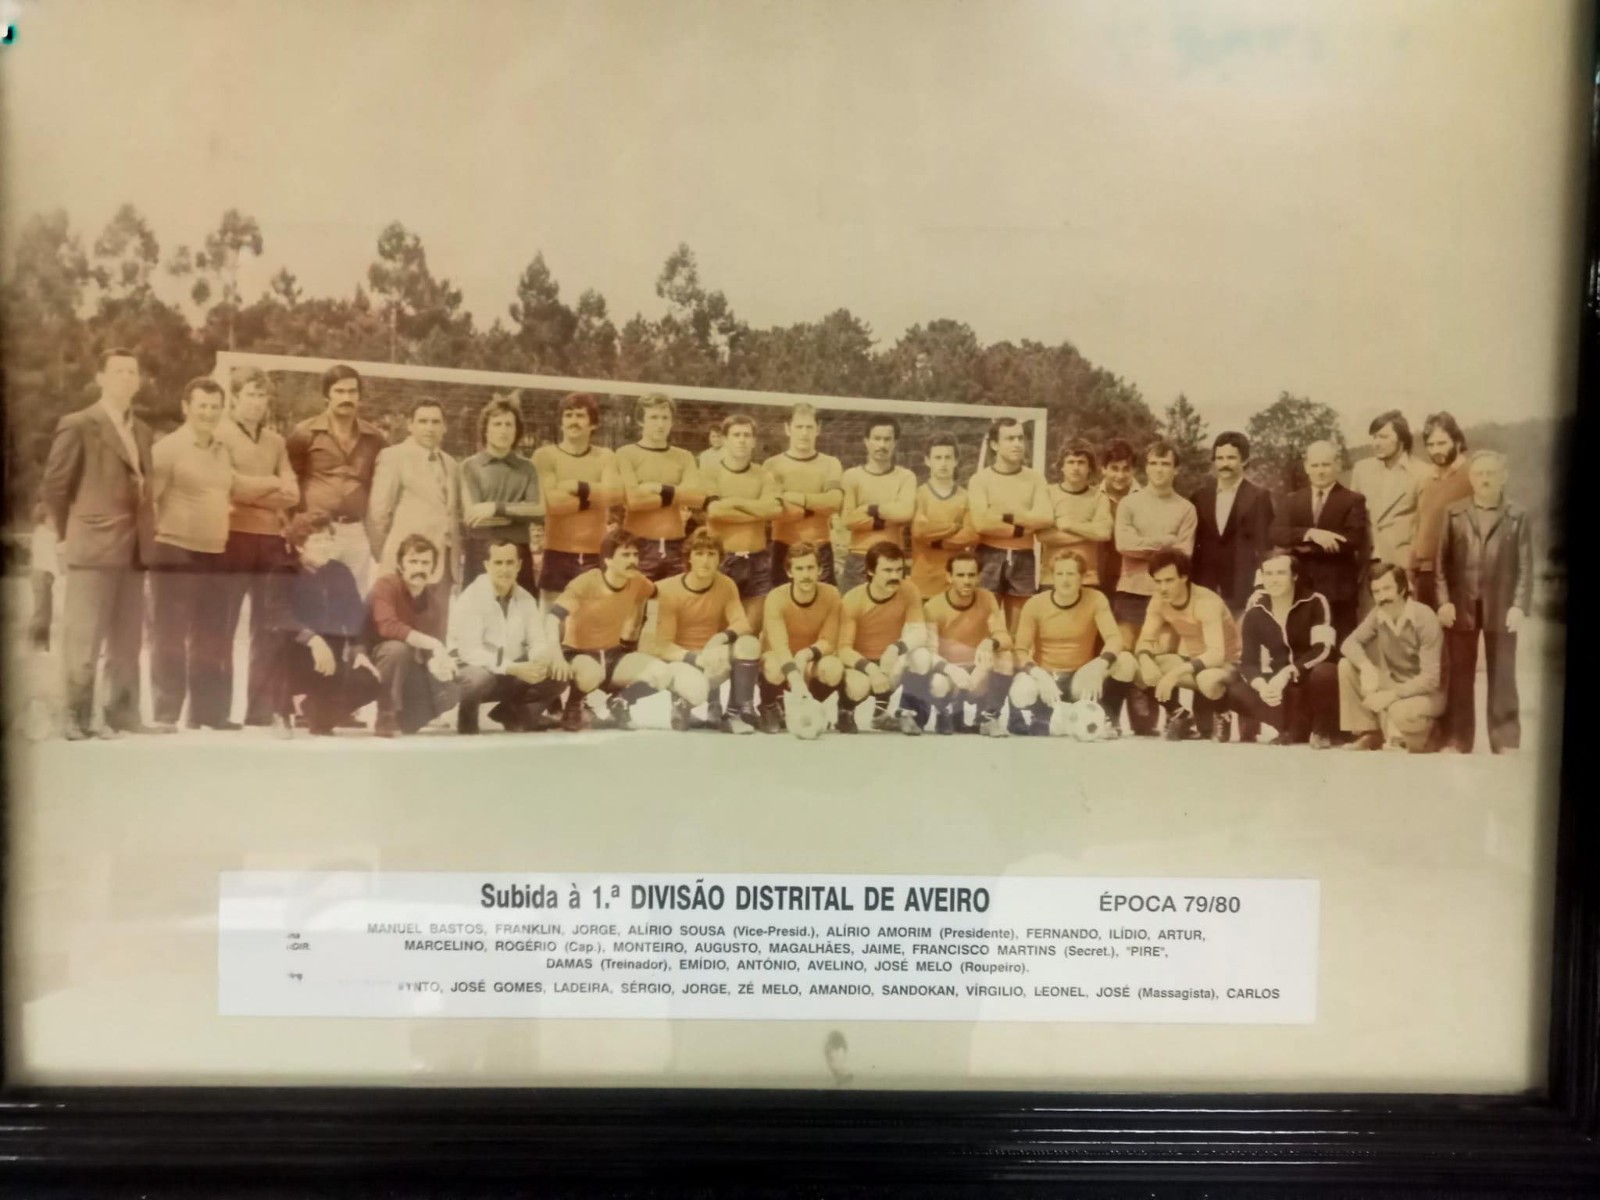 Subida à 1.ª DIVISÃO DISTRITAL DE AVEIRO ÉPOCA 79/80
MANUEL BASTOS, FRANKLIN, JORGE, ALÍRIO SOUSA (Vice-Presid.), ALÍRIO AMORIM (Presidente), FERNANDO, ILÍDIO, ARTUR,
MARCELINO, ROGÉRIO (Cap.), MONTEIRO, AUGUSTO, MAGALHÃES, JAIME, FRANCISCO MARTINS (Secret.), "PIRE",
DAMAS (Treinador), EMÍDIO, ANTÓNIO, AVELINO, JOSÉ MELO (Roupeiro).
JOSÉ GOMES, LADEIRA, SÉRGIO, JORGE, ZÉ MELO, AMANDIO, SANDOKAN, VÍRGILIO, LEONEL, JOSÉ (Massagista), CARLOS